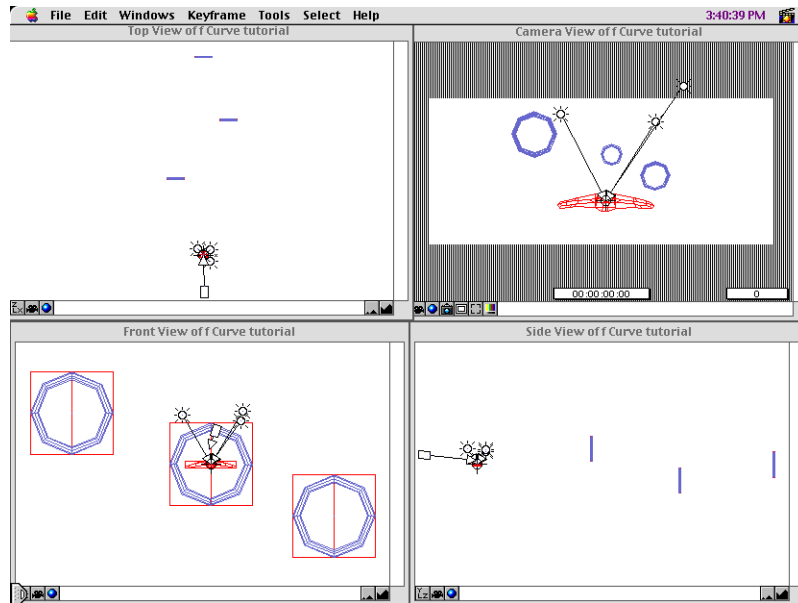 File Edit Windows Keyframe Tools Select Help 3:40:39 PM
Top View of f Curve tutorial
Camera View of f Curve tutorial
00:00:00:00 0
Front View of f Curve tutorial
Side View of f Curve tutorial